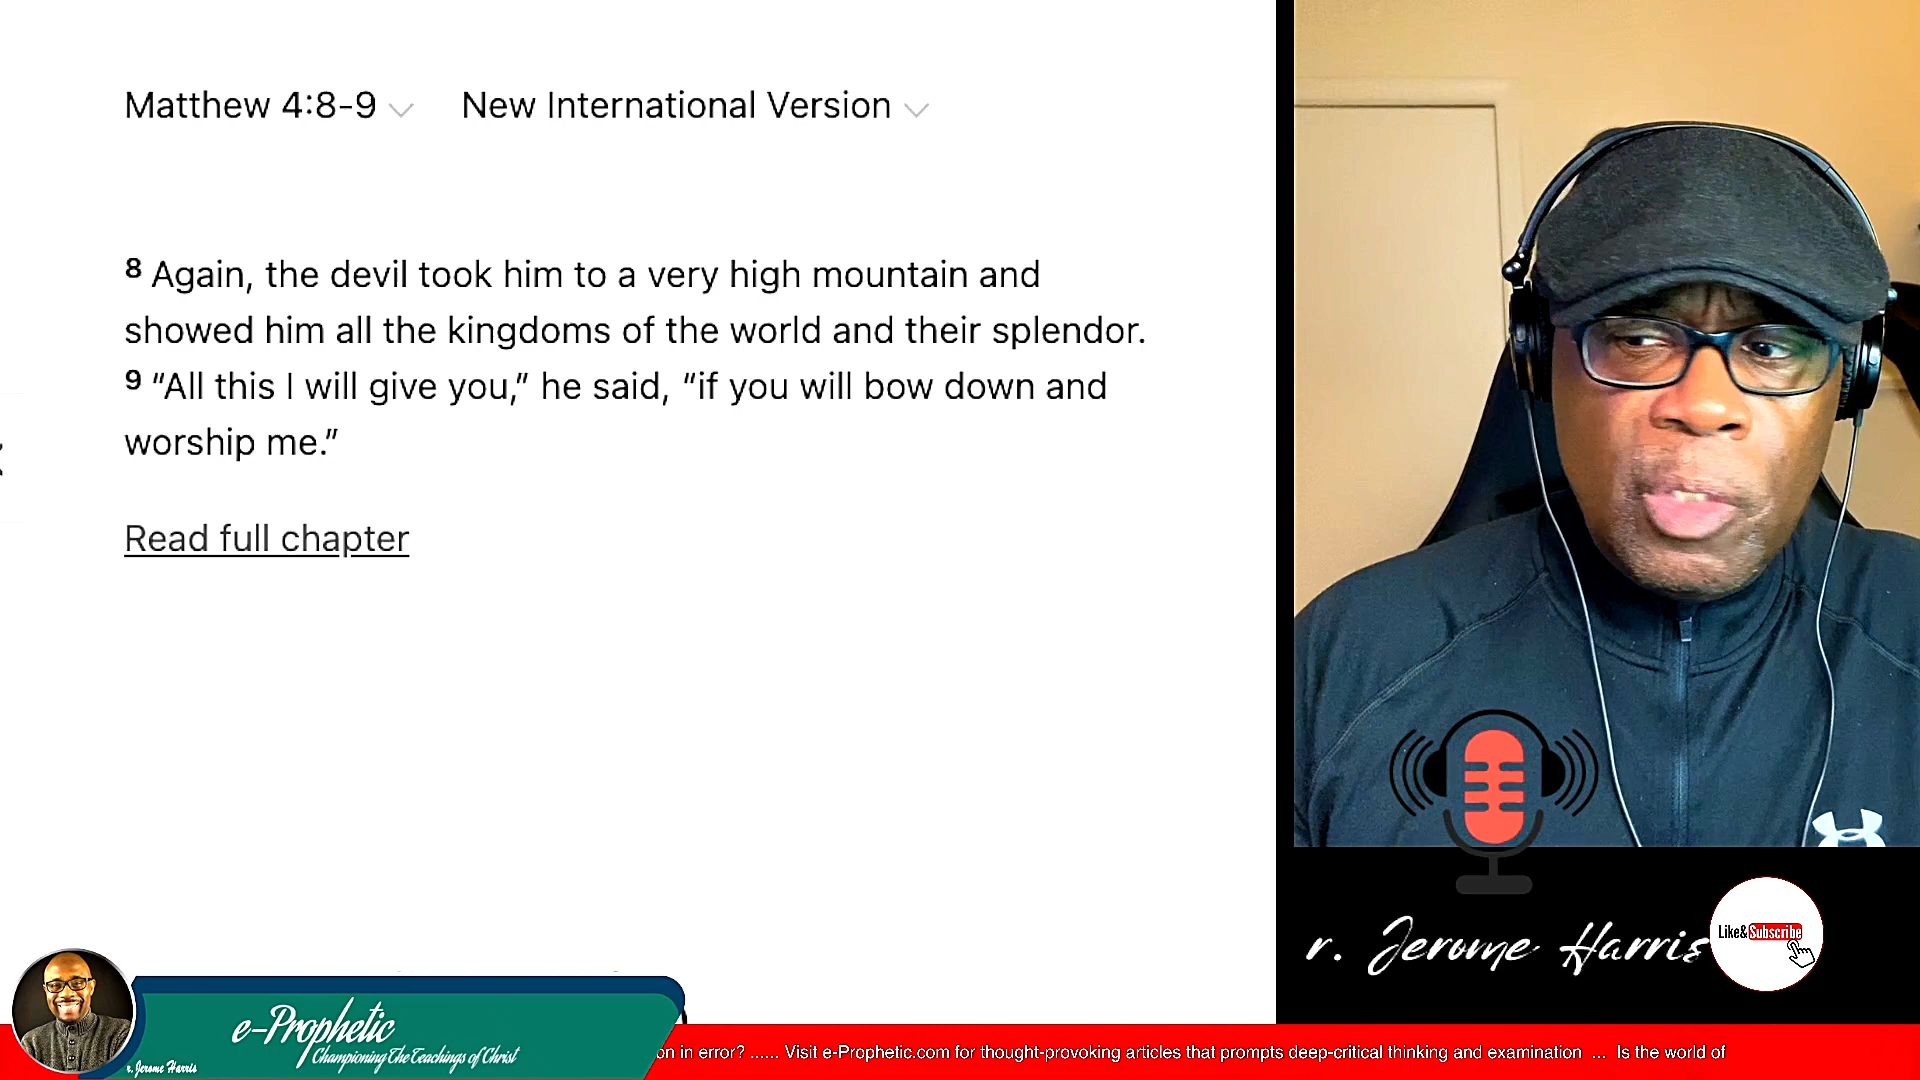 Matthew 4:8-9 New International Version
8 Again, the devil took him to a very high mountain and
showed him all the kingdoms of the world and their splendor.
9 “All this I will give you,” he said, “if you will bow down and
worship me.”
Read full chapter
r. Jerome Harris
Like& Subscribe
e-Prophetic
Championing The Teachings of Christ
r. Jerome Harris
on in error? ...... Visit e-Prophetic.com for thought-provoking articles that prompts deep-critical thinking and examination ... Is the world of